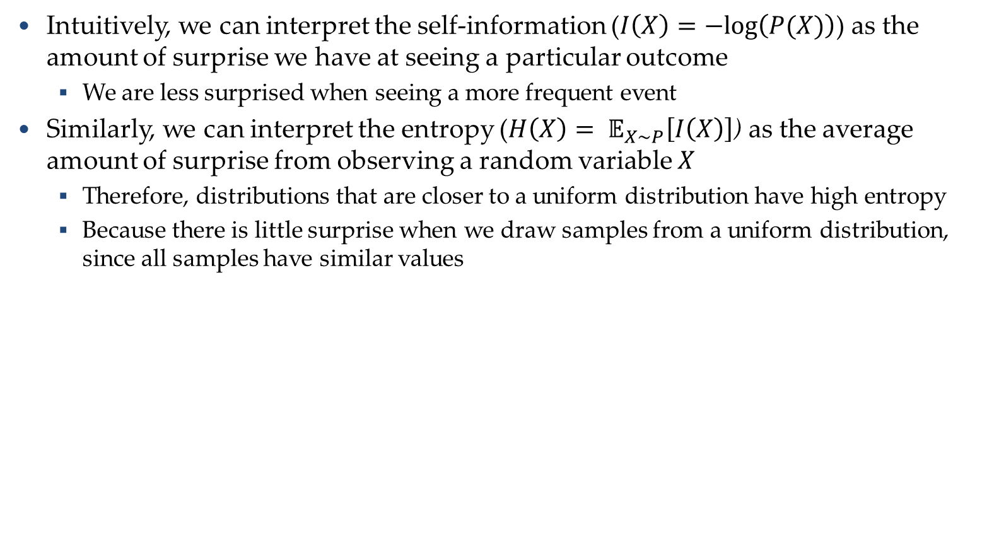 • Intuitively, we can interpret the self-information (I(X) = −log(P(X))) as the
amount of surprise we have at seeing a particular outcome
▪ We are less surprised when seeing a more frequent event
• Similarly, we can interpret the entropy (H(X) = 𝔼_{X~P}[I(X)]) as the average
amount of surprise from observing a random variable X
▪ Therefore, distributions that are closer to a uniform distribution have high entropy
▪ Because there is little surprise when we draw samples from a uniform distribution,
since all samples have similar values